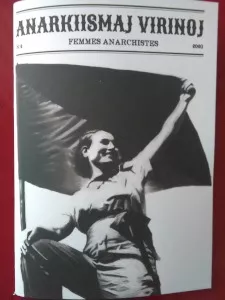 ANARKIISMAJ VIRINOJ
FEMMES ANARCHISTES